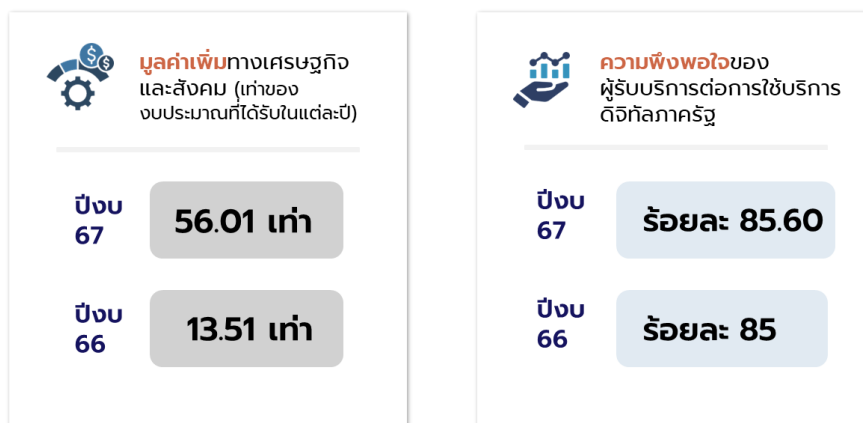 มูลค่าเพิ่มทางเศรษฐกิจ
และสังคม (เท่าของ
งบประมาณที่ได้รับในแต่ละปี)
ปีงบ
67
56.01 เท่า
ปีงบ
66
13.51 เท่า
ความพึงพอใจของ
ผู้รับบริการต่อการใช้บริการ
ดิจิทัลภาครัฐ
ปีงบ
67
ร้อยละ 85.60
ปีงบ
66
ร้อยละ 85